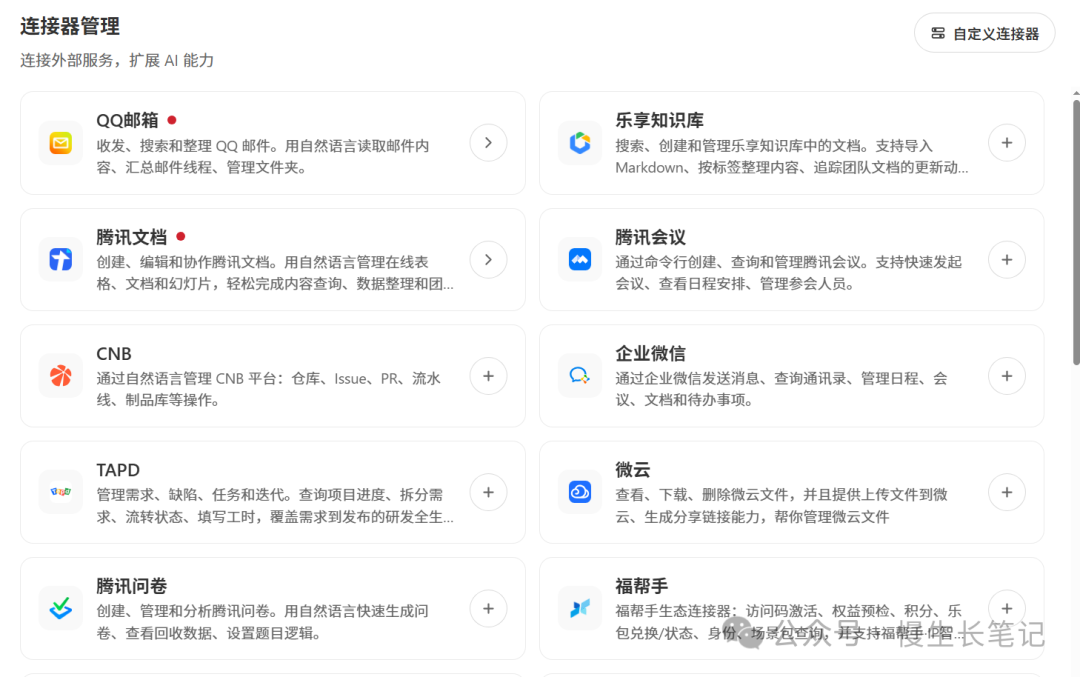 连接器管理
自定义连接器
连接外部服务，扩展 AI 能力
QQ邮箱
收发、搜索和整理 QQ 邮件。用自然语言读取邮件内
容、汇总邮件线程、管理文件夹。
乐享知识库
搜索、创建和管理乐享知识库中的文档。支持导入
Markdown、按标签整理内容、追踪团队文档的更新动...
腾讯文档
创建、编辑和协作腾讯文档。用自然语言管理在线表
格、文档和幻灯片，轻松完成内容查询、数据整理和团...
腾讯会议
通过命令行创建、查询和管理腾讯会议。支持快速发起
会议、查看日程安排、管理参会人员。
CNB
通过自然语言管理 CNB 平台：仓库、Issue、PR、流水
线、制品库等操作。
企业微信
通过企业微信发送消息、查询通讯录、管理日程、会
议、文档和待办事项。
TAPD
管理需求、缺陷、任务和迭代。查询项目进度、拆分需
求、流转状态、填写工时，覆盖需求到发布的研发全生...
微云
查看、下载、删除微云文件，并且提供上传文件到微
云、生成分享链接能力，帮你管理微云文件
腾讯问卷
创建、管理和分析腾讯问卷。用自然语言快速生成问
卷、查看回收数据、设置题目逻辑。
福帮手
福帮手生态连接器：访问码激活、权益预检、积分、乐
包兑换/状态、身份、场景包查询，并支持福帮手 IP智...
公众号 · 慢生长笔记